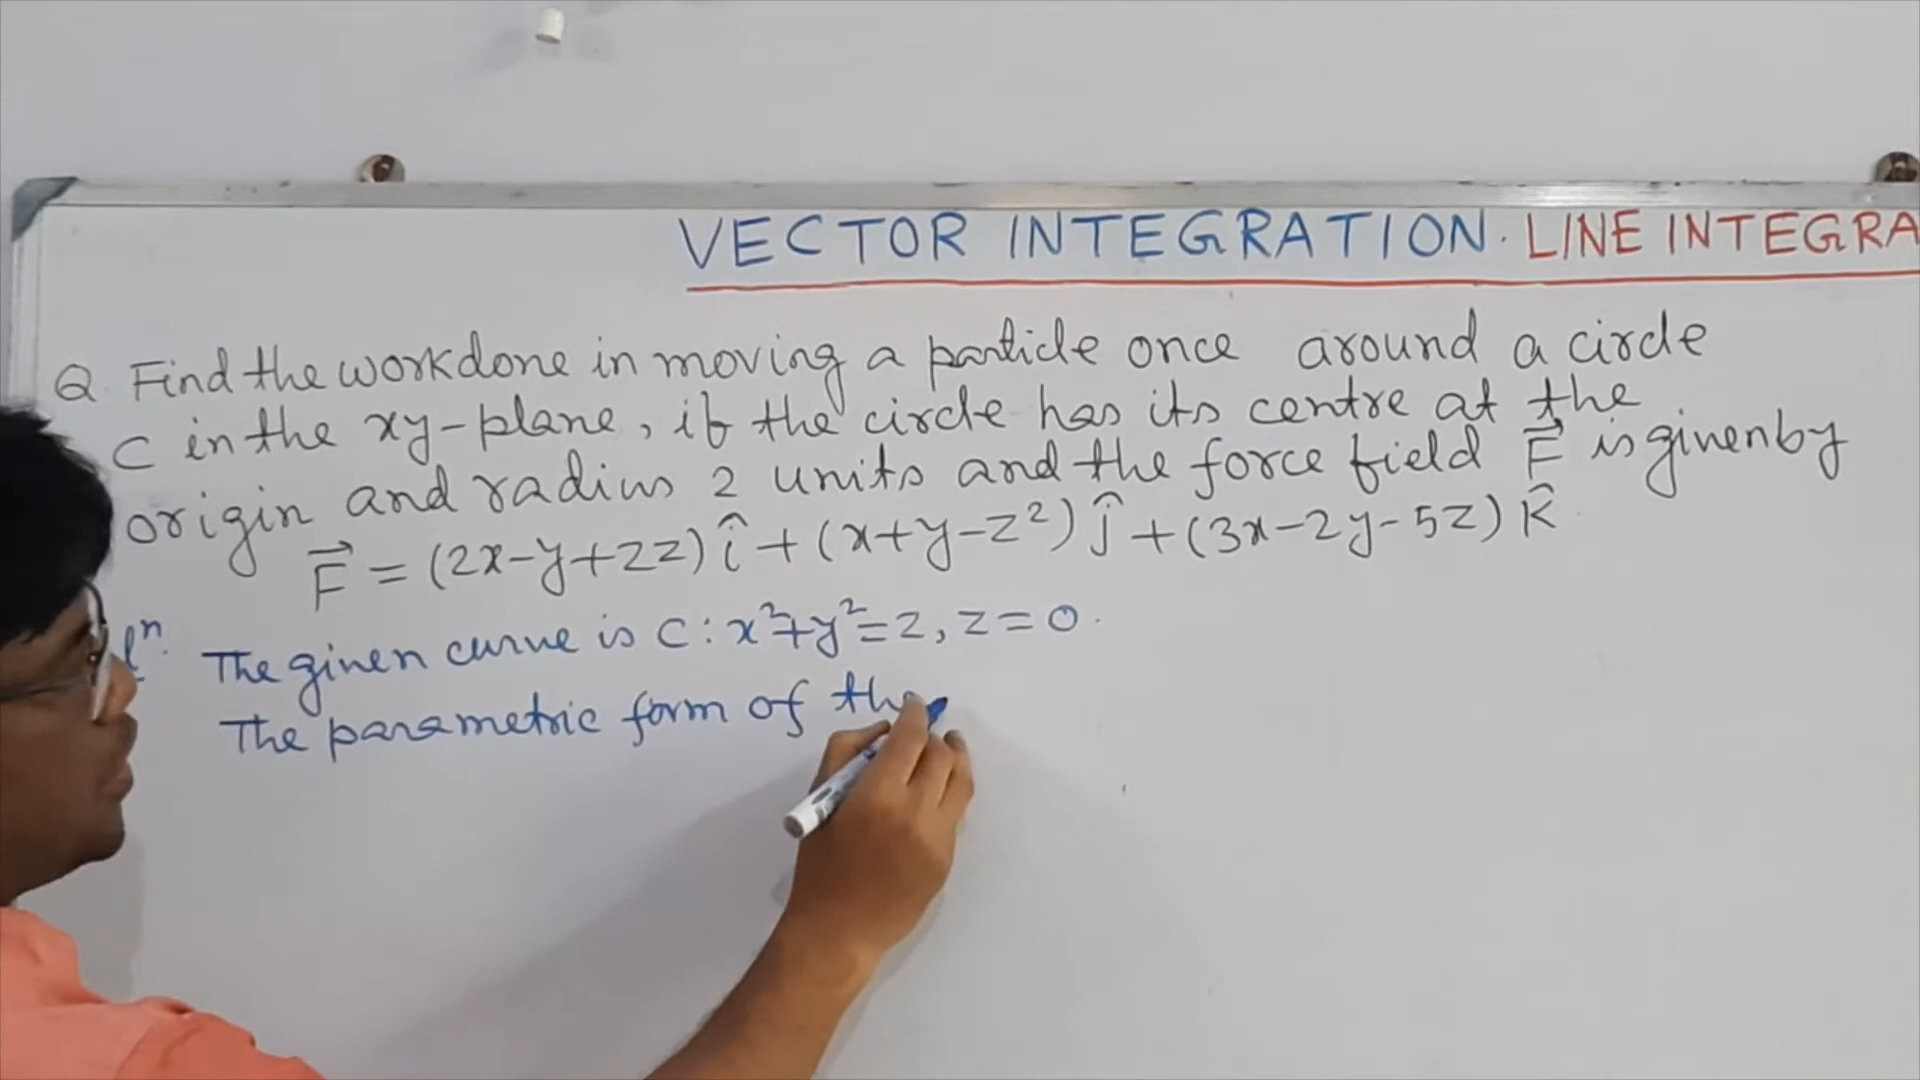 VECTOR INTEGRATION. LINE INTEGRA
Q. Find the workdone in moving a particle once around a circle
C in the xy-plane, if the circle has its centre at the
origin and radius 2 units and the force field F⃗ is given by
F⃗ = (2x-y+2z)î + (x+y-z²)ĵ + (3x-2y-5z)k̂.
lⁿ. The given curve is C: x²+y²=2, z=0.
The parametric form of the